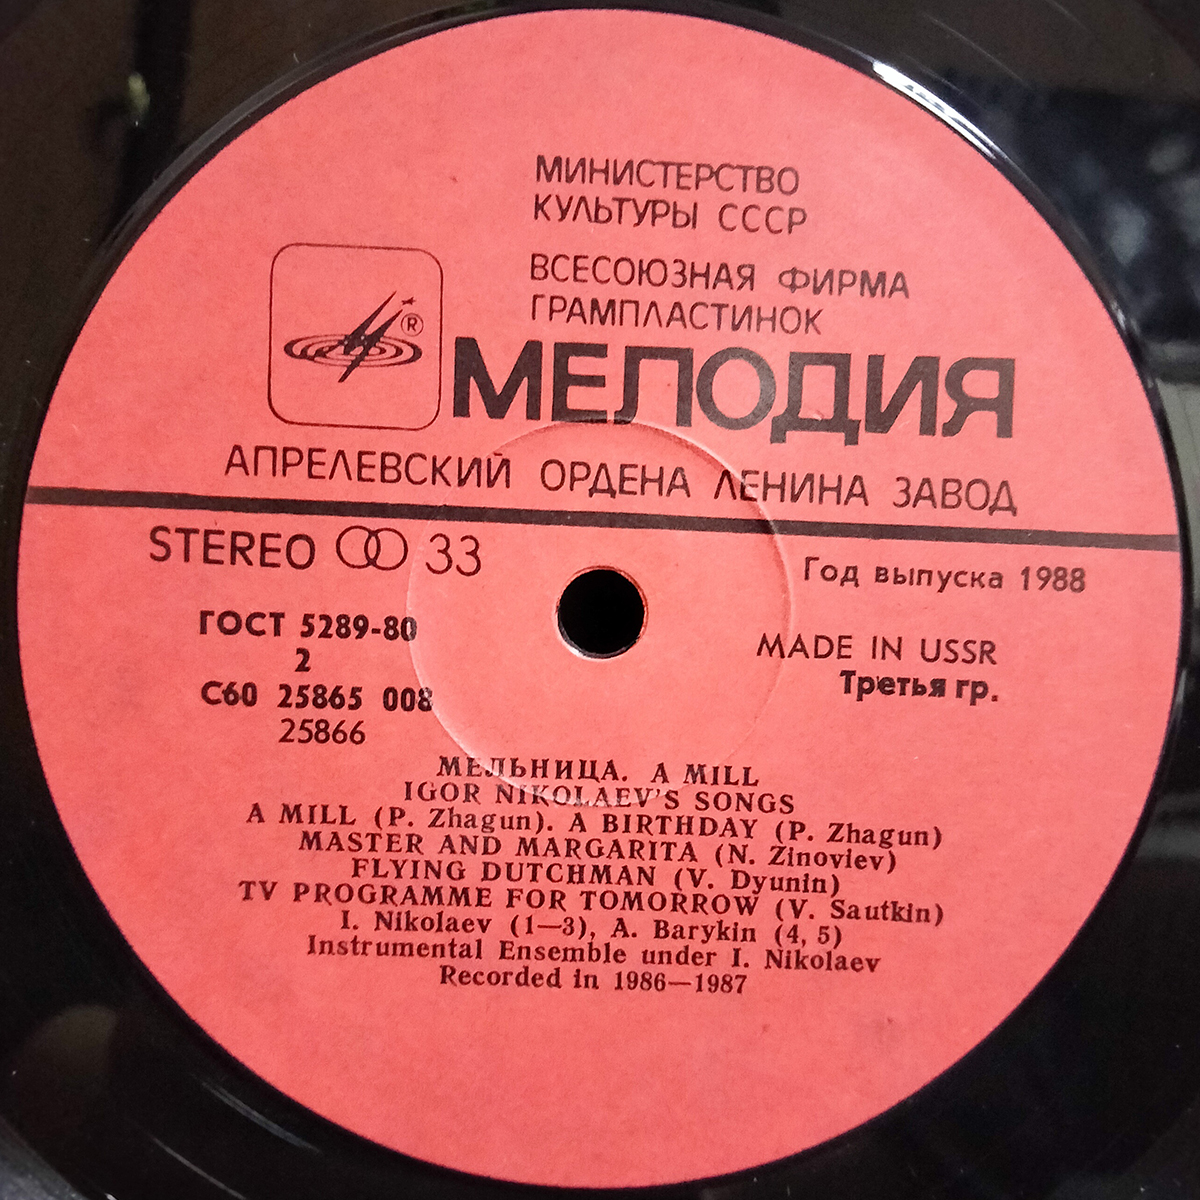 МИНИСТЕРСТВО
КУЛЬТУРЫ СССР
ВСЕСОЮЗНАЯ ФИРМА
ГРАМПЛАСТИНОК
®
МЕЛОДИЯ
АПРЕЛЕВСКИЙ ОРДЕНА ЛЕНИНА ЗАВОД
STEREO 33
Год выпуска 1988
ГОСТ 5289-80
2
С60 25865 008
25866
MADE IN USSR
Третья гр.
МЕЛЬНИЦА. A MILL
IGOR NIKOLAEV'S SONGS
A MILL (P. Zhagun). A BIRTHDAY (P. Zhagun)
MASTER AND MARGARITA (N. Zinoviev)
FLYING DUTCHMAN (V. Dyunin)
TV PROGRAMME FOR TOMORROW (V. Sautkin)
I. Nikolaev (1—3), A. Barykin (4, 5)
Instrumental Ensemble under I. Nikolaev
Recorded in 1986—1987